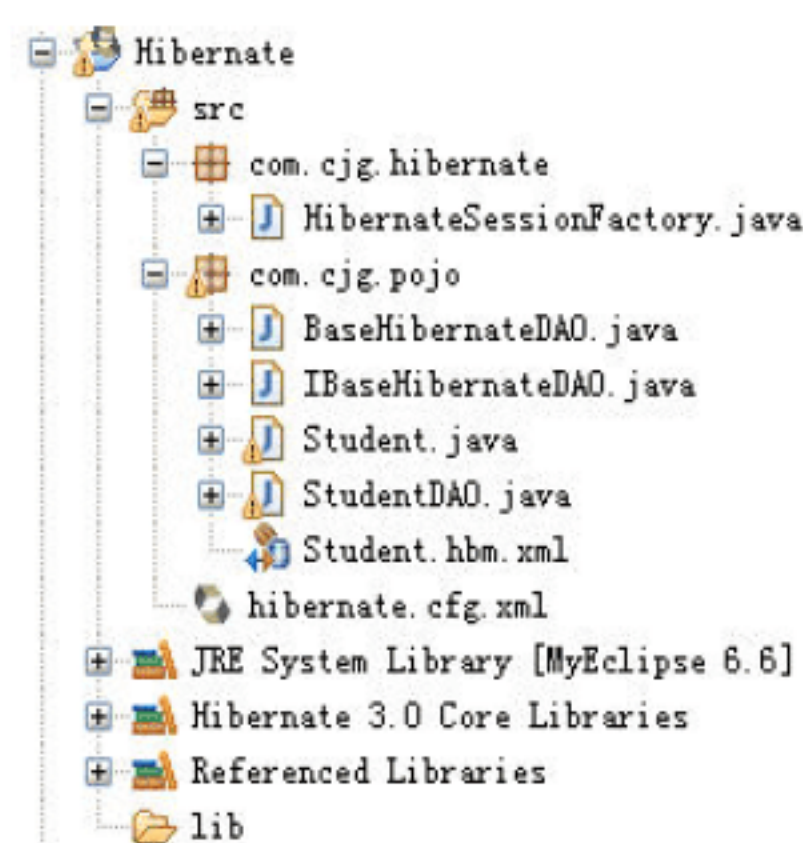 Hibernate
src
com.cjg.hibernate
HibernateSessionFactory.java
com.cjg.pojo
BaseHibernateDAO.java
IBaseHibernateDAO.java
Student.java
StudentDAO.java
Student.hbm.xml
hibernate.cfg.xml
JRE System Library [MyEclipse 6.6]
Hibernate 3.0 Core Libraries
Referenced Libraries
lib